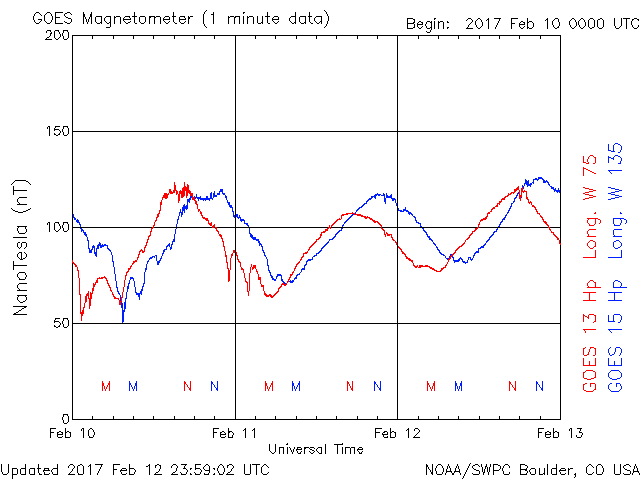 GOES Magnetometer (1 minute data)
Begin: 2017 Feb 10 0000 UTC
200
150
100
50
0
NanoTesla (nT)
M M N N M M N N M M N N
Feb 10 Feb 11 Feb 12 Feb 13
Universal Time
GOES 13 Hp Long. W 75
GOES 15 Hp Long. W 135
Updated 2017 Feb 12 23:59:02 UTC
NOAA/SWPC Boulder, CO USA